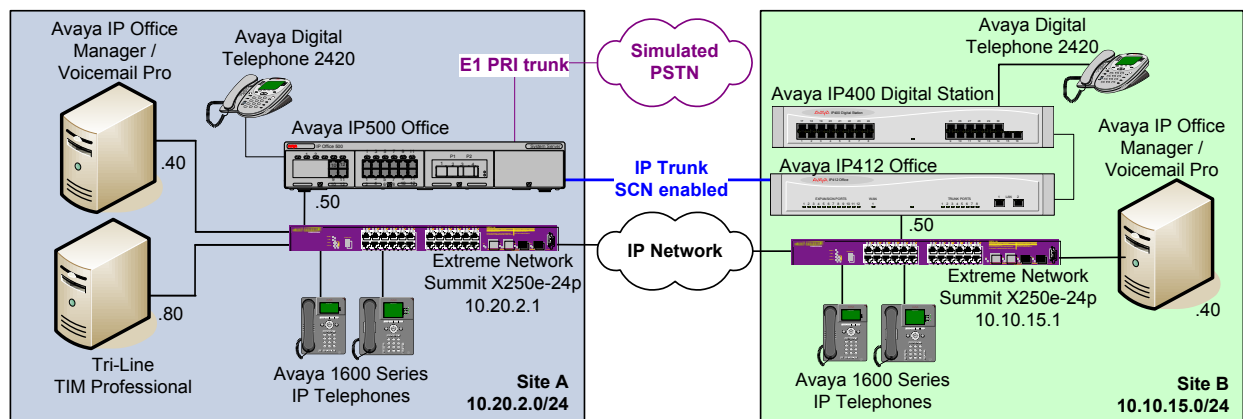 Avaya IP Office
Manager /
Voicemail Pro
Avaya Digital
Telephone 2420
E1 PRI trunk
Simulated
PSTN
Avaya IP500 Office
.40
.50
IP Trunk
SCN enabled
IP Network
Extreme Network
Summit X250e-24p
10.20.2.1
.80
Tri-Line
TIM Professional
Avaya 1600 Series
IP Telephones
Site A
10.20.2.0/24
Avaya Digital
Telephone 2420
Avaya IP400 Digital Station
Avaya IP412 Office
Avaya IP Office
Manager /
Voicemail Pro
.50
Extreme Network
Summit X250e-24p
10.10.15.1
.40
Avaya 1600 Series
IP Telephones
Site B
10.10.15.0/24